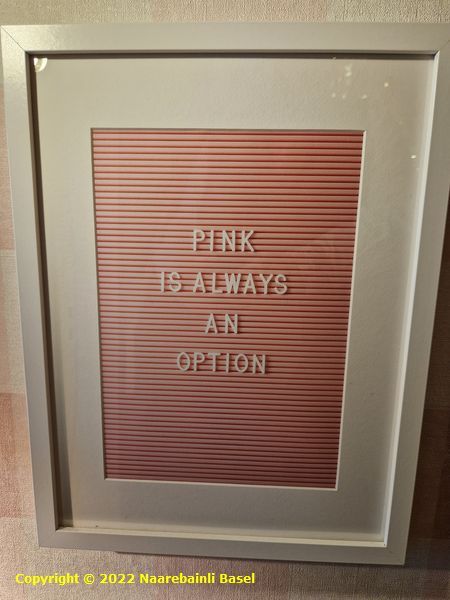 PINK
IS ALWAYS
AN
OPTION
Copyright © 2022 Naarebainli Basel